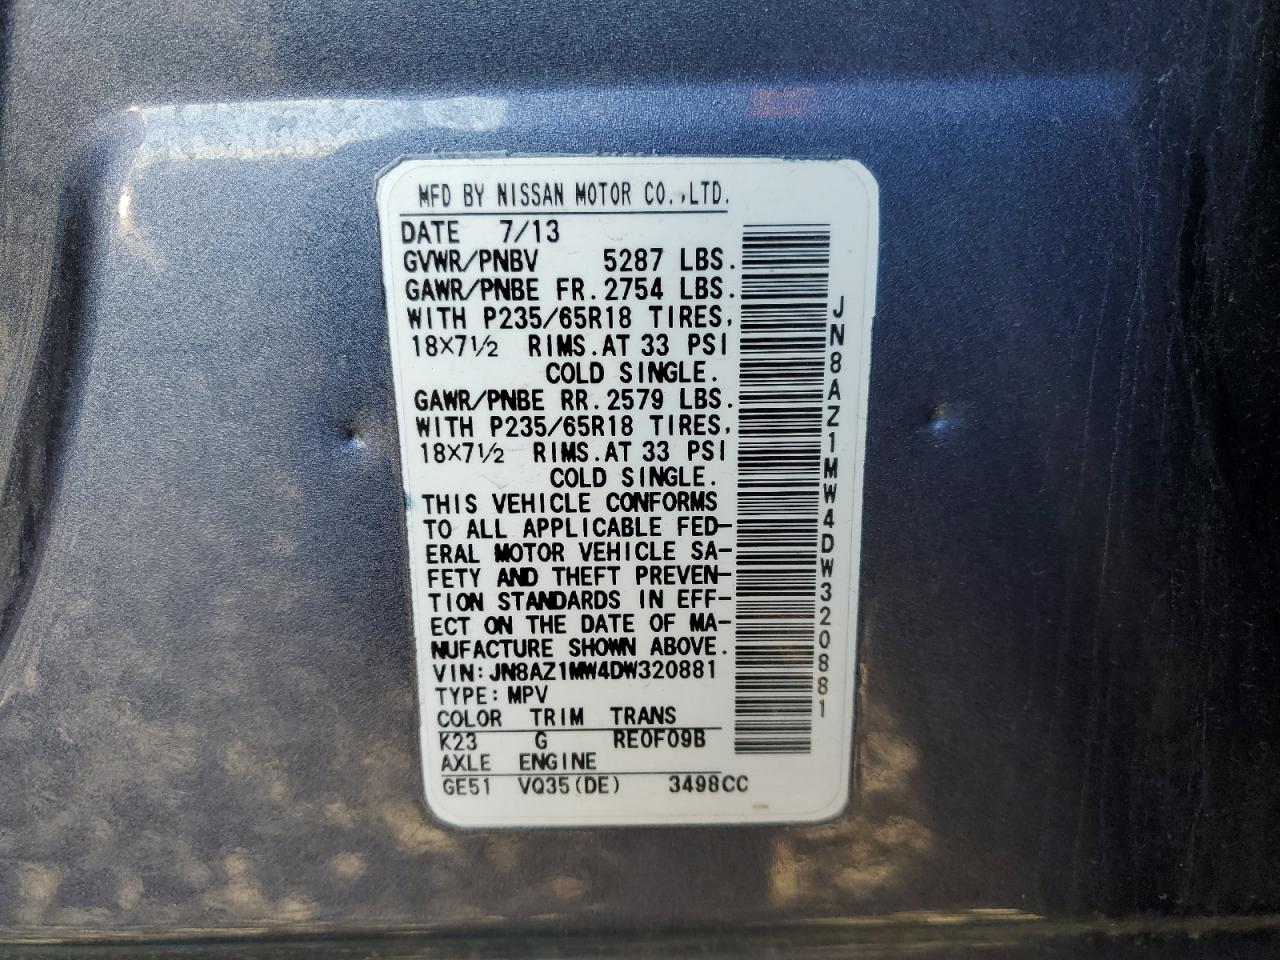 MFD BY NISSAN MOTOR CO.,LTD.
DATE 7/13
GVWR/PNBV 5287 LBS.
GAWR/PNBE FR.2754 LBS.
WITH P235/65R18 TIRES,
18×7½ RIMS.AT 33 PSI
COLD SINGLE.
GAWR/PNBE RR.2579 LBS.
WITH P235/65R18 TIRES,
18×7½ RIMS.AT 33 PSI
COLD SINGLE.
THIS VEHICLE CONFORMS
TO ALL APPLICABLE FED-
ERAL MOTOR VEHICLE SA-
FETY AND THEFT PREVEN-
TION STANDARDS IN EFF-
ECT ON THE DATE OF MA-
NUFACTURE SHOWN ABOVE.
VIN:JN8AZ1MW4DW320881
TYPE:MPV
COLOR TRIM TRANS
K23 G RE0F09B
AXLE ENGINE
GE51 VQ35(DE) 3498CC
JN8AZ1MW4DW320881